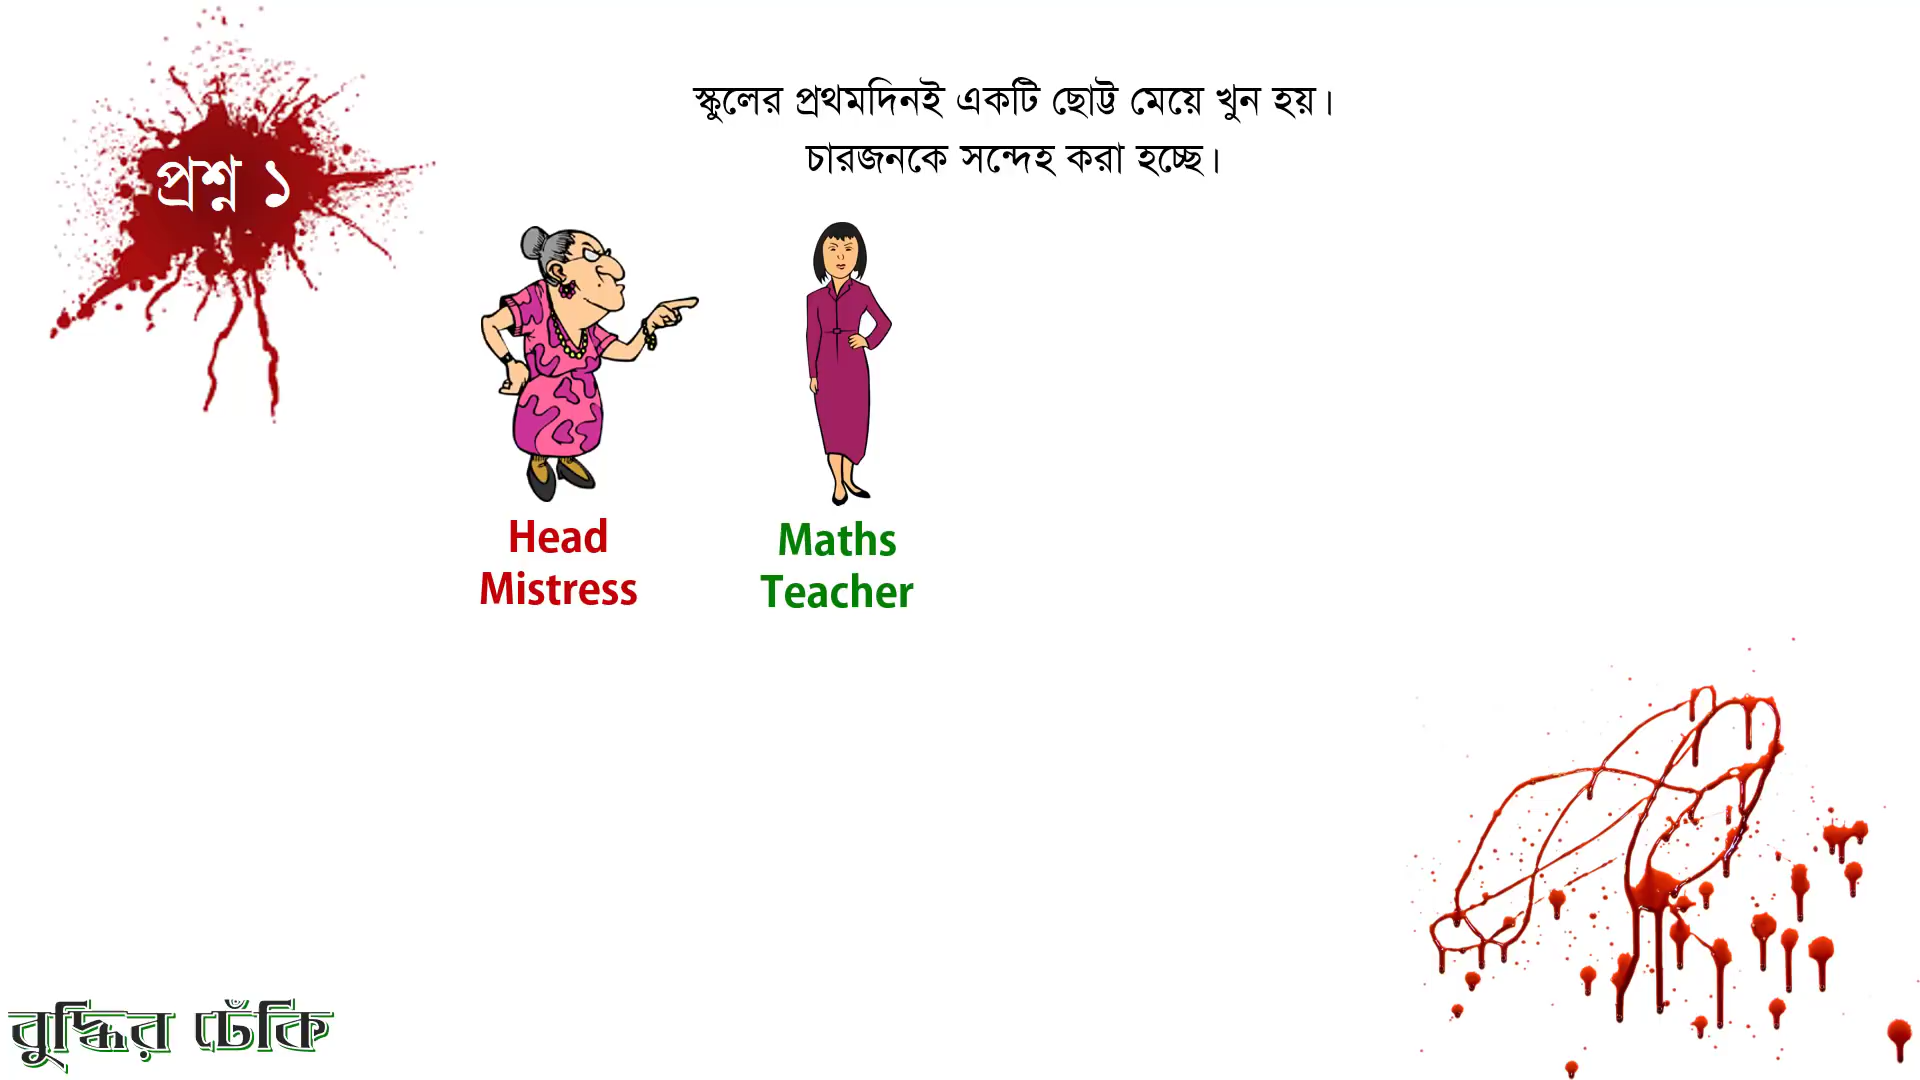 প্রশ্ন ১
স্কুলের প্রথমদিনই একটি ছোট্ট মেয়ে খুন হয়।
চারজনকে সন্দেহ করা হচ্ছে।
Head
Mistress
Maths
Teacher
বুদ্ধির ঢেঁকি